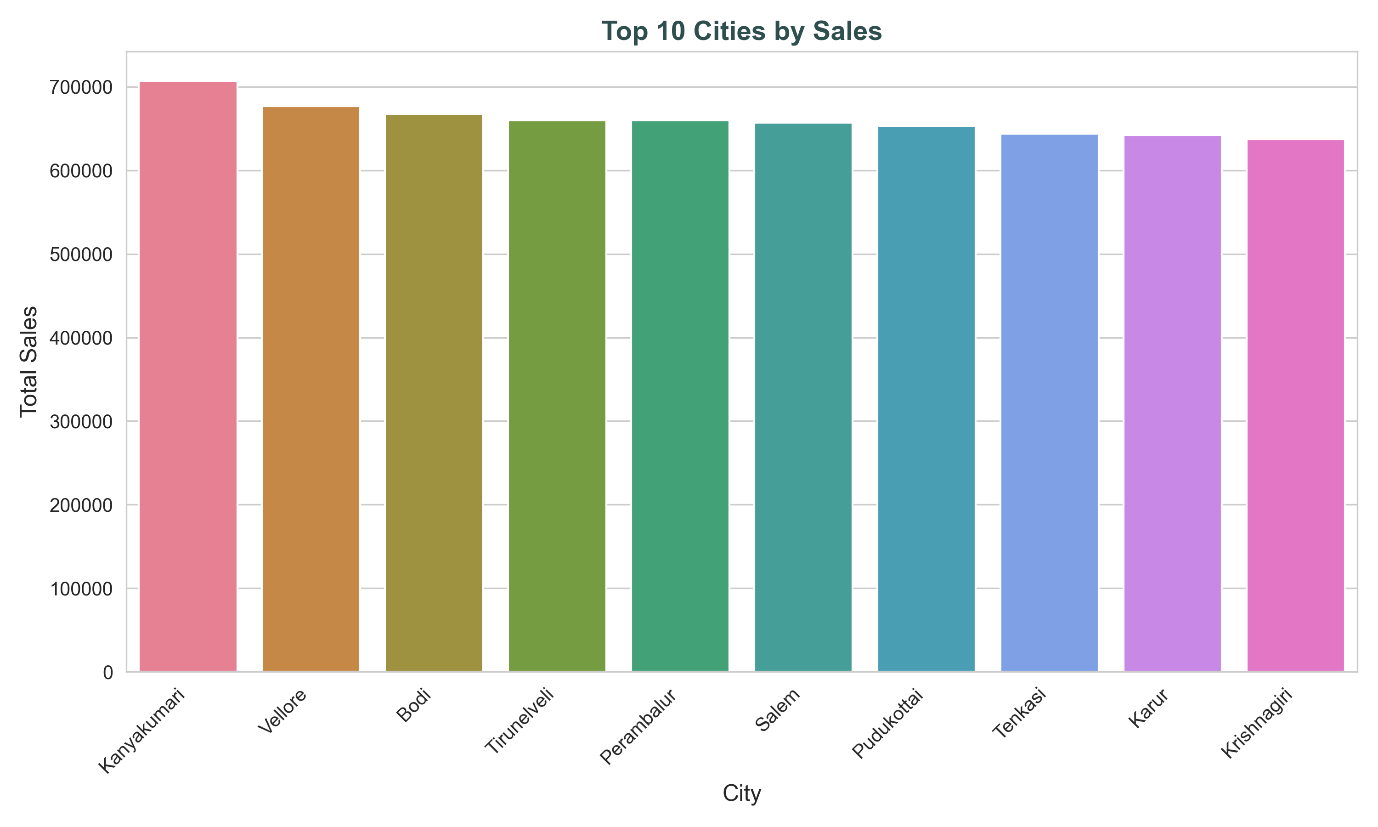 Top 10 Cities by Sales
Total Sales
700000
600000
500000
400000
300000
200000
100000
0
Kanyakumari
Vellore
Bodi
Tirunelveli
Perambalur
Salem
Pudukottai
Tenkasi
Karur
Krishnagiri
City